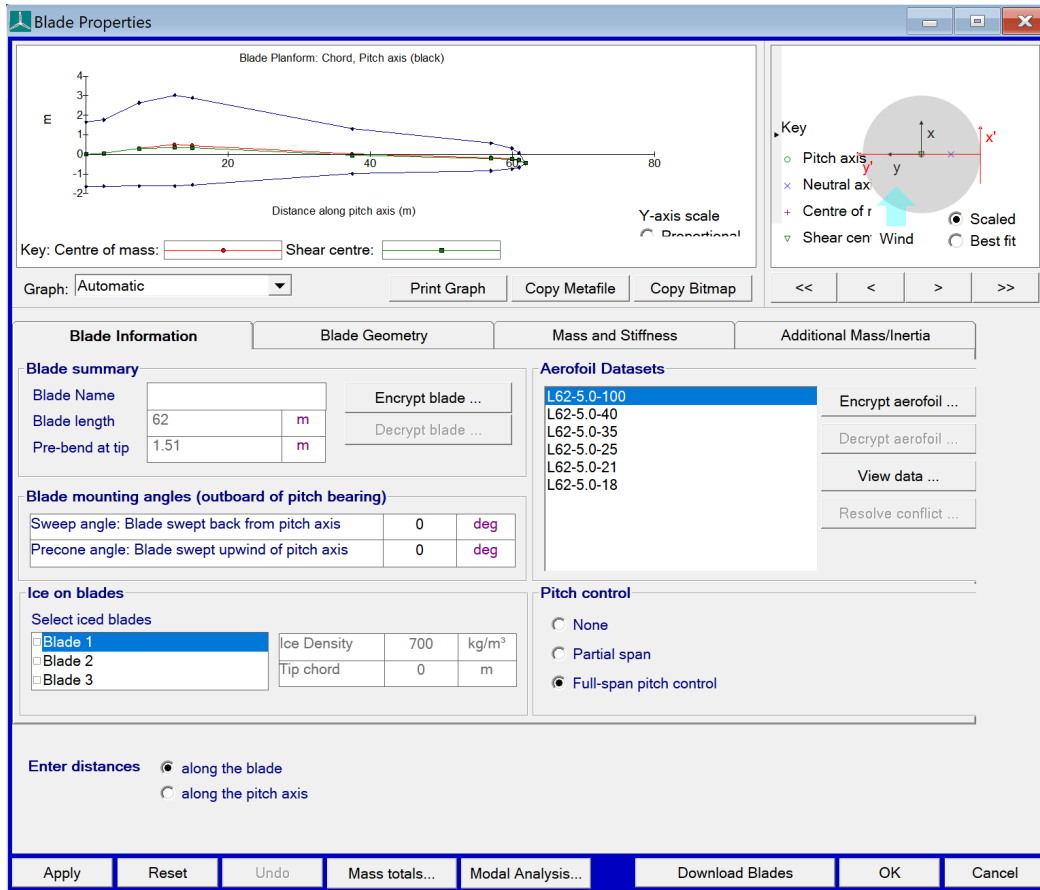 Blade Properties
Blade Planform: Chord, Pitch axis (black)
4
3
2
1
0
-1
-2
m
20
40
60
80
Distance along pitch axis (m)
Y-axis scale
Proportional
Key: Centre of mass:
Shear centre:
Key
Pitch axis
Neutral ax
Centre of r
Shear cen
x
x'
y'
y
Wind
Scaled
Best fit
Graph: Automatic
Print Graph
Copy Metafile
Copy Bitmap
<<
<
>
>>
Blade Information
Blade Geometry
Mass and Stiffness
Additional Mass/Inertia
Blade summary
Blade Name
Encrypt blade ...
Blade length 62 m
Decrypt blade ...
Pre-bend at tip 1.51 m
Blade mounting angles (outboard of pitch bearing)
Sweep angle: Blade swept back from pitch axis 0 deg
Precone angle: Blade swept upwind of pitch axis 0 deg
Ice on blades
Select iced blades
Blade 1
Blade 2
Blade 3
Ice Density 700 kg/m³
Tip chord 0 m
Aerofoil Datasets
L62-5.0-100
L62-5.0-40
L62-5.0-35
L62-5.0-25
L62-5.0-21
L62-5.0-18
Encrypt aerofoil ...
Decrypt aerofoil ...
View data ...
Resolve conflict ...
Pitch control
None
Partial span
Full-span pitch control
Enter distances
along the blade
along the pitch axis
Apply
Reset
Undo
Mass totals...
Modal Analysis...
Download Blades
OK
Cancel